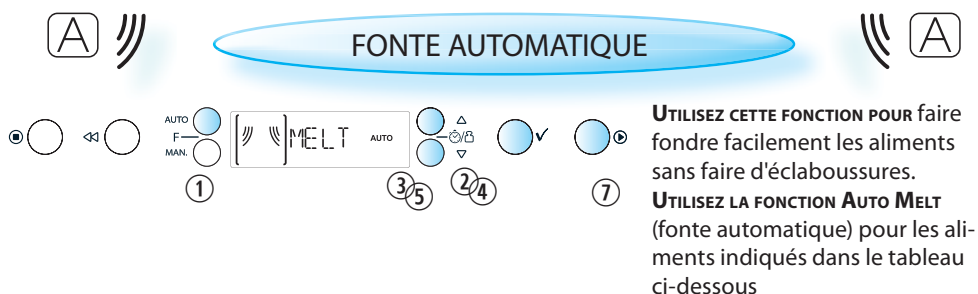 A
FONTE AUTOMATIQUE
A
AUTO
F
MAN.
MELT AUTO
1
3
5
2
4
7
UTILISEZ CETTE FONCTION POUR faire
fondre facilement les aliments
sans faire d'éclaboussures.
UTILISEZ LA FONCTION AUTO MELT
(fonte automatique) pour les ali-
ments indiqués dans le tableau
ci-dessous